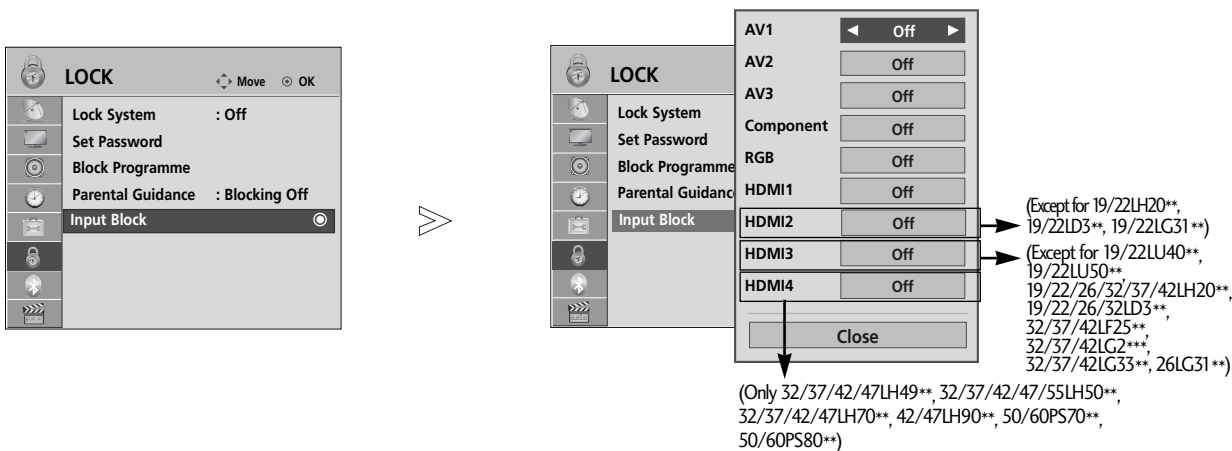 LOCK
Move OK
Lock System : Off
Set Password
Block Programme
Parental Guidance : Blocking Off
Input Block
LOCK
Lock System
Set Password
Block Programme
Parental Guidanc
Input Block
AV1 ◄ Off ►
AV2 Off
AV3 Off
Component Off
RGB Off
HDMI1 Off
HDMI2 Off
HDMI3 Off
HDMI4 Off
Close
(Except for 19/22LH20**,
19/22LD3**, 19/22LG31**)
(Except for 19/22LU40**,
19/22LU50**,
19/22/26/32/37/42LH20**,
19/22/26/32LD3**,
32/37/42LF25**,
32/37/42LG2***,
32/37/42LG33**, 26LG31**)
(Only 32/37/42/47LH49**, 32/37/42/47/55LH50**,
32/37/42/47LH70**, 42/47LH90**, 50/60PS70**,
50/60PS80**)